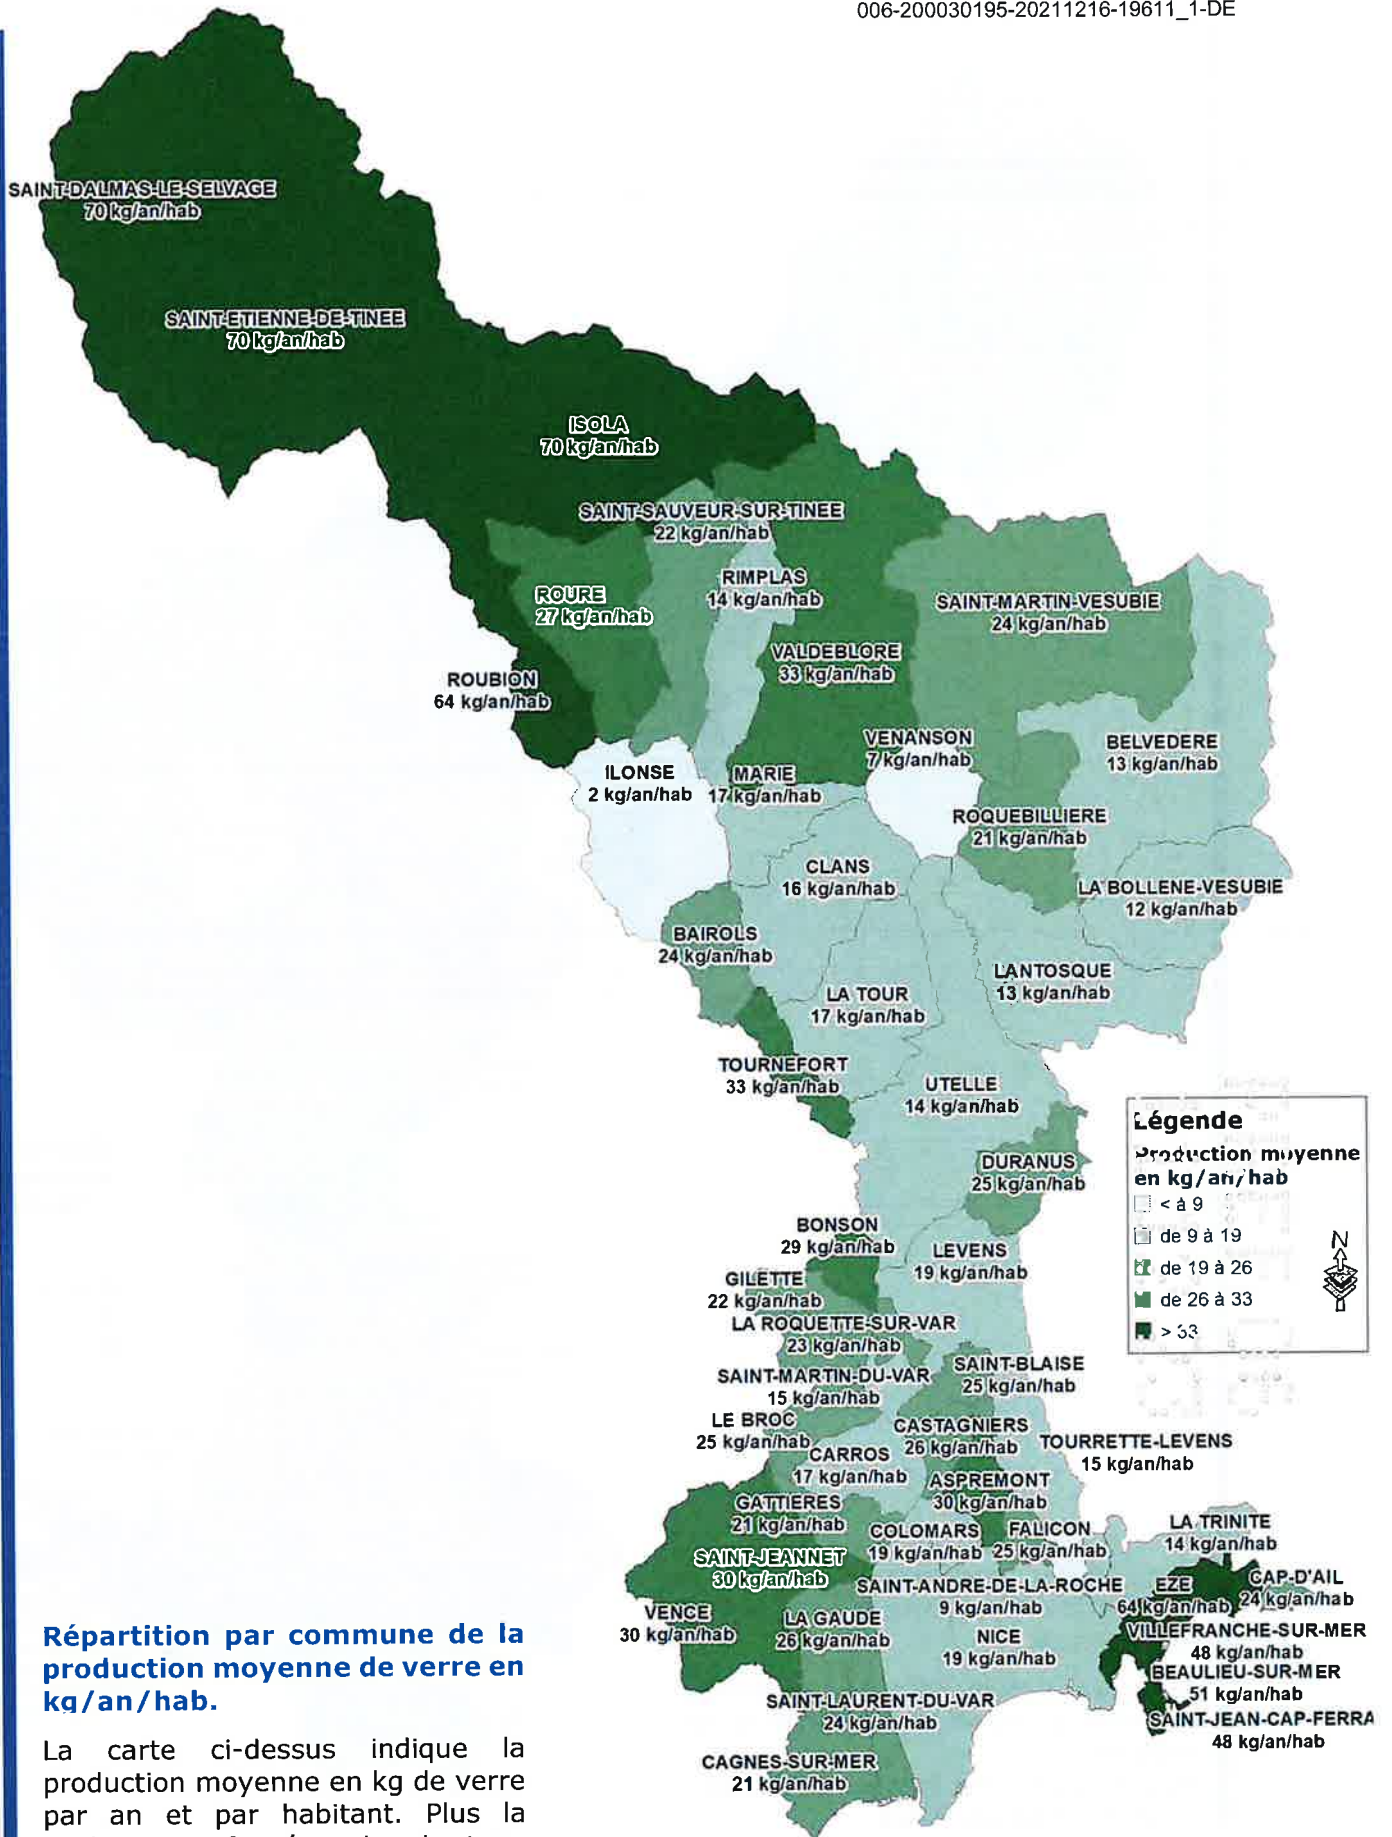 006-200030195-20211216-19611_1-DE
SAINT-DALMAS-LE-SELVAGE
70 kg/an/hab
SAINT-ETIENNE-DE-TINEE
70 kg/an/hab
ISOLA
70 kg/an/hab
SAINT-SAUVEUR-SUR-TINEE
22 kg/an/hab
RIMPLAS
14 kg/an/hab
ROURE
27 kg/an/hab
SAINT-MARTIN-VESUBIE
24 kg/an/hab
VALDEBLORE
33 kg/an/hab
ROUBION
64 kg/an/hab
VENANSON
7 kg/an/hab
BELVEDERE
13 kg/an/hab
ILONSE
2 kg/an/hab
MARIE
17 kg/an/hab
ROQUEBILLIERE
21 kg/an/hab
CLANS
16 kg/an/hab
LA BOLLENE-VESUBIE
12 kg/an/hab
BAIROLS
24 kg/an/hab
LANTOSQUE
13 kg/an/hab
LA TOUR
17 kg/an/hab
TOURNEFORT
33 kg/an/hab
UTELLE
14 kg/an/hab
DURANUS
25 kg/an/hab
BONSON
29 kg/an/hab
LEVENS
19 kg/an/hab
GILETTE
22 kg/an/hab
LA ROQUETTE-SUR-VAR
23 kg/an/hab
SAINT-MARTIN-DU-VAR
15 kg/an/hab
SAINT-BLAISE
25 kg/an/hab
LE BROC
25 kg/an/hab
CASTAGNIERS
26 kg/an/hab
TOURRETTE-LEVENS
15 kg/an/hab
CARROS
17 kg/an/hab
ASPREMONT
30 kg/an/hab
GATTIERES
21 kg/an/hab
COLOMARS
19 kg/an/hab
FALICON
25 kg/an/hab
LA TRINITE
14 kg/an/hab
SAINT-JEANNET
30 kg/an/hab
SAINT-ANDRE-DE-LA-ROCHE
9 kg/an/hab
EZE
64 kg/an/hab
CAP-D'AIL
24 kg/an/hab
VENCE
30 kg/an/hab
LA GAUDE
26 kg/an/hab
NICE
19 kg/an/hab
VILLEFRANCHE-SUR-MER
48 kg/an/hab
BEAULIEU-SUR-MER
51 kg/an/hab
SAINT-LAURENT-DU-VAR
24 kg/an/hab
SAINT-JEAN-CAP-FERRA
48 kg/an/hab
CAGNES-SUR-MER
21 kg/an/hab
Légende
Production moyenne
en kg/an/hab
< à 9
de 9 à 19
de 19 à 26
de 26 à 33
> 33
N
Répartition par commune de la
production moyenne de verre en
kg/an/hab.
La carte ci-dessus indique la
production moyenne en kg de verre
par an et par habitant. Plus la